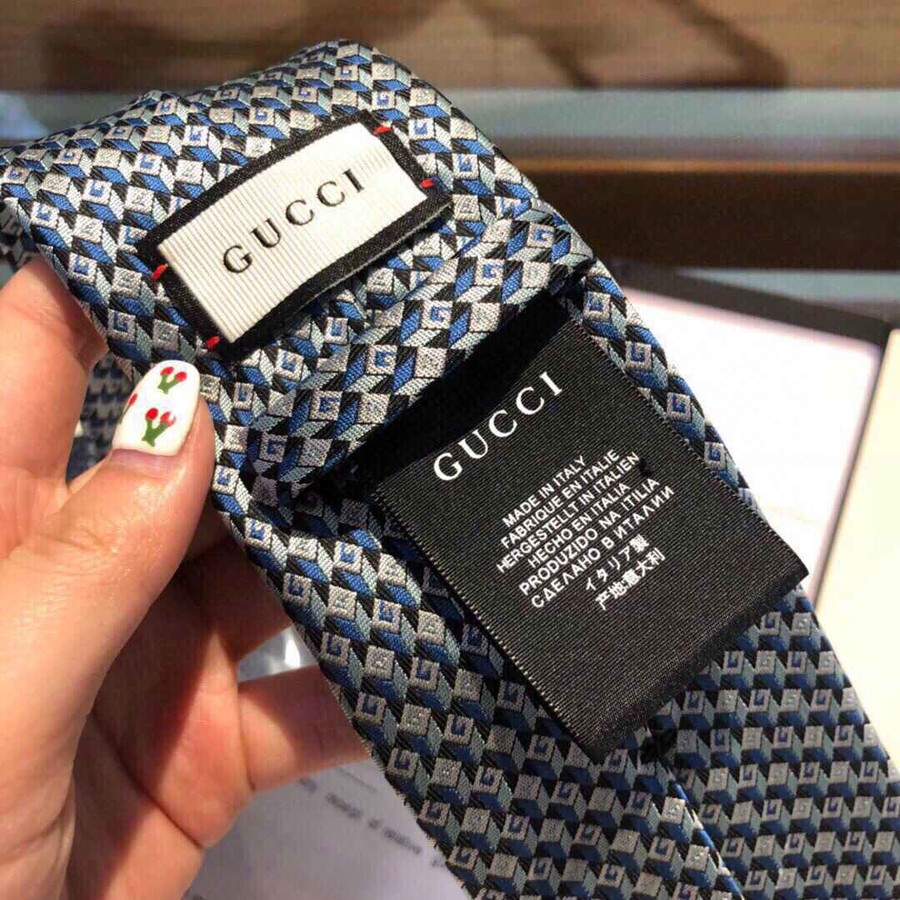 GUCCI
GUCCI
MADE IN ITALY
FABRIQUE EN ITALIE
HERGESTELLT IN ITALIEN
HECHO EN ITALIA
PRODUZIDO NA ITILIA
СДЕЛАНО В ИТАЛИИ
イタリア製
产地意大利